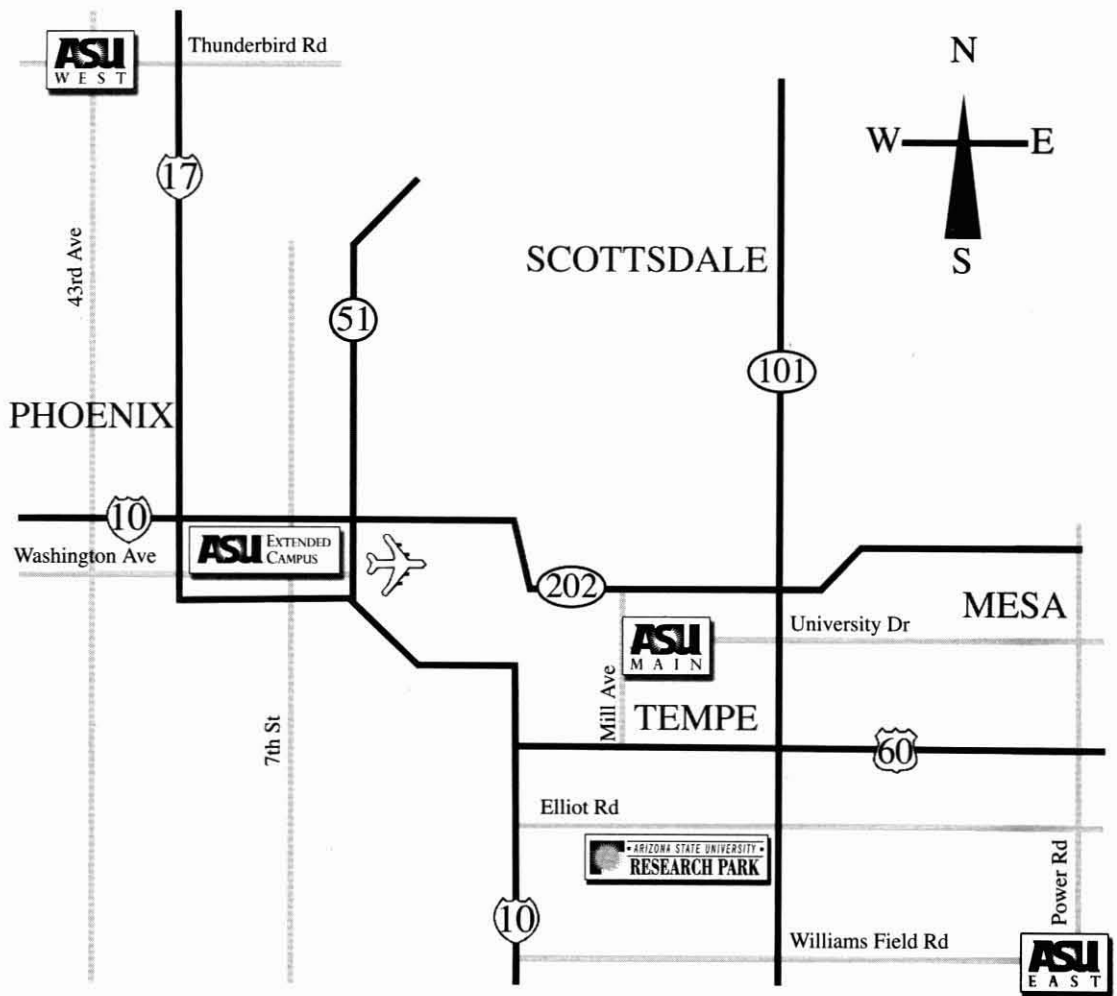 ASU
WEST
Thunderbird Rd
N
W E
S
17
43rd Ave
SCOTTSDALE
51
101
PHOENIX
10
Washington Ave
ASU EXTENDED
CAMPUS
202
MESA
University Dr
ASU
MAIN
Mill Ave
TEMPE
7th St
60
Elliot Rd
• ARIZONA STATE UNIVERSITY •
RESEARCH PARK
Power Rd
10
Williams Field Rd
ASU
EAST